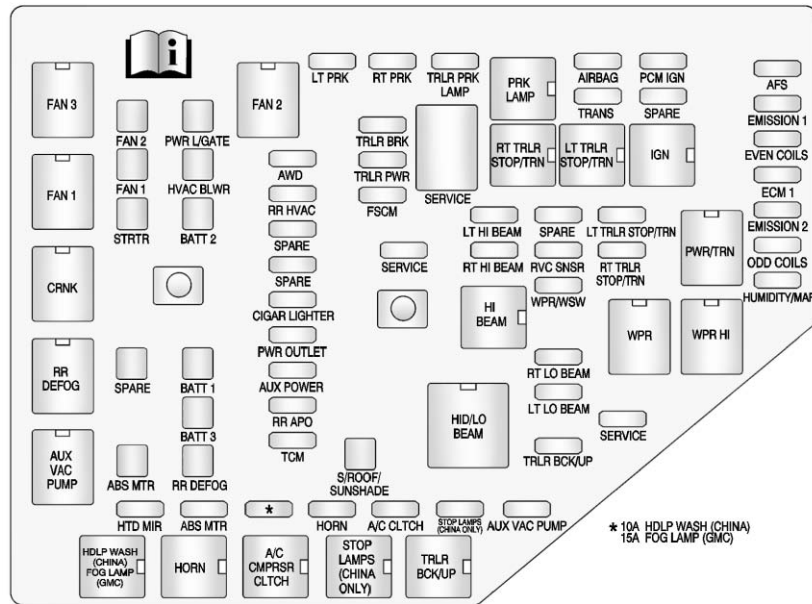 LT PRK
RT PRK
TRLR PRK
LAMP
PRK
LAMP
AIRBAG
PCM IGN
AFS
FAN 3
FAN 2
FAN 2
PWR L/GATE
TRLR BRK
TRANS
SPARE
EMISSION 1
RT TRLR
STOP/TRN
LT TRLR
STOP/TRN
IGN
EVEN COILS
FAN 1
FAN 1
HVAC BLWR
AWD
TRLR PWR
SERVICE
ECM 1
STRTR
BATT 2
RR HVAC
FSCM
LT HI BEAM
SPARE
LT TRLR STOP/TRN
PWR/TRN
EMISSION 2
SPARE
SERVICE
RT HI BEAM
RVC SNSR
RT TRLR
STOP/TRN
ODD COILS
CRNK
SPARE
WPR/WSW
HUMIDITY/MAF
CIGAR LIGHTER
HI
BEAM
WPR
WPR HI
RR
DEFOG
SPARE
BATT 1
PWR OUTLET
AUX POWER
RT LO BEAM
LT LO BEAM
BATT 3
RR APO
HID/LO
BEAM
SERVICE
AUX
VAC
PUMP
ABS MTR
RR DEFOG
TCM
S/ROOF/
SUNSHADE
TRLR BCK/UP
HTD MIR
ABS MTR
*
HORN
A/C CLTCH
STOP LAMPS
(CHINA ONLY)
AUX VAC PUMP
* 10A HDLP WASH (CHINA)
15A FOG LAMP (GMC)
HDLP WASH
(CHINA)
FOG LAMP
(GMC)
HORN
A/C
CMPRSR
CLTCH
STOP
LAMPS
(CHINA
ONLY)
TRLR
BCK/UP